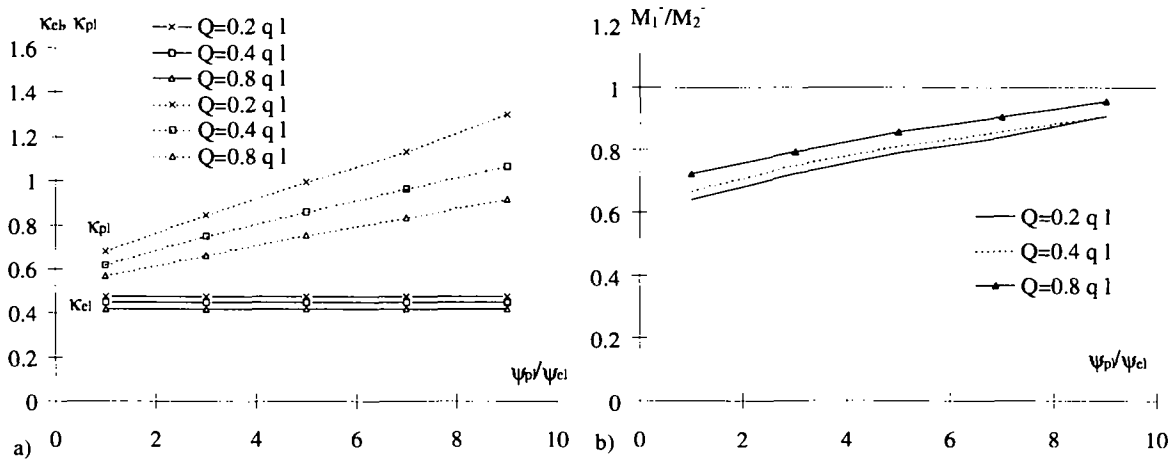 κel, κpl
1.6
1.4
1.2
1
0.8
0.6
0.4
0.2
0
Q=0.2 q l
Q=0.4 q l
Q=0.8 q l
Q=0.2 q l
Q=0.4 q l
Q=0.8 q l
κpl
κel
ψpl/ψel
a) 0 2 4 6 8 10
M1-/M2-
1.2
1
0.8
0.6
0.4
0.2
0
Q=0.2 q l
Q=0.4 q l
Q=0.8 q l
ψpl/ψel
b) 0 2 4 6 8 10